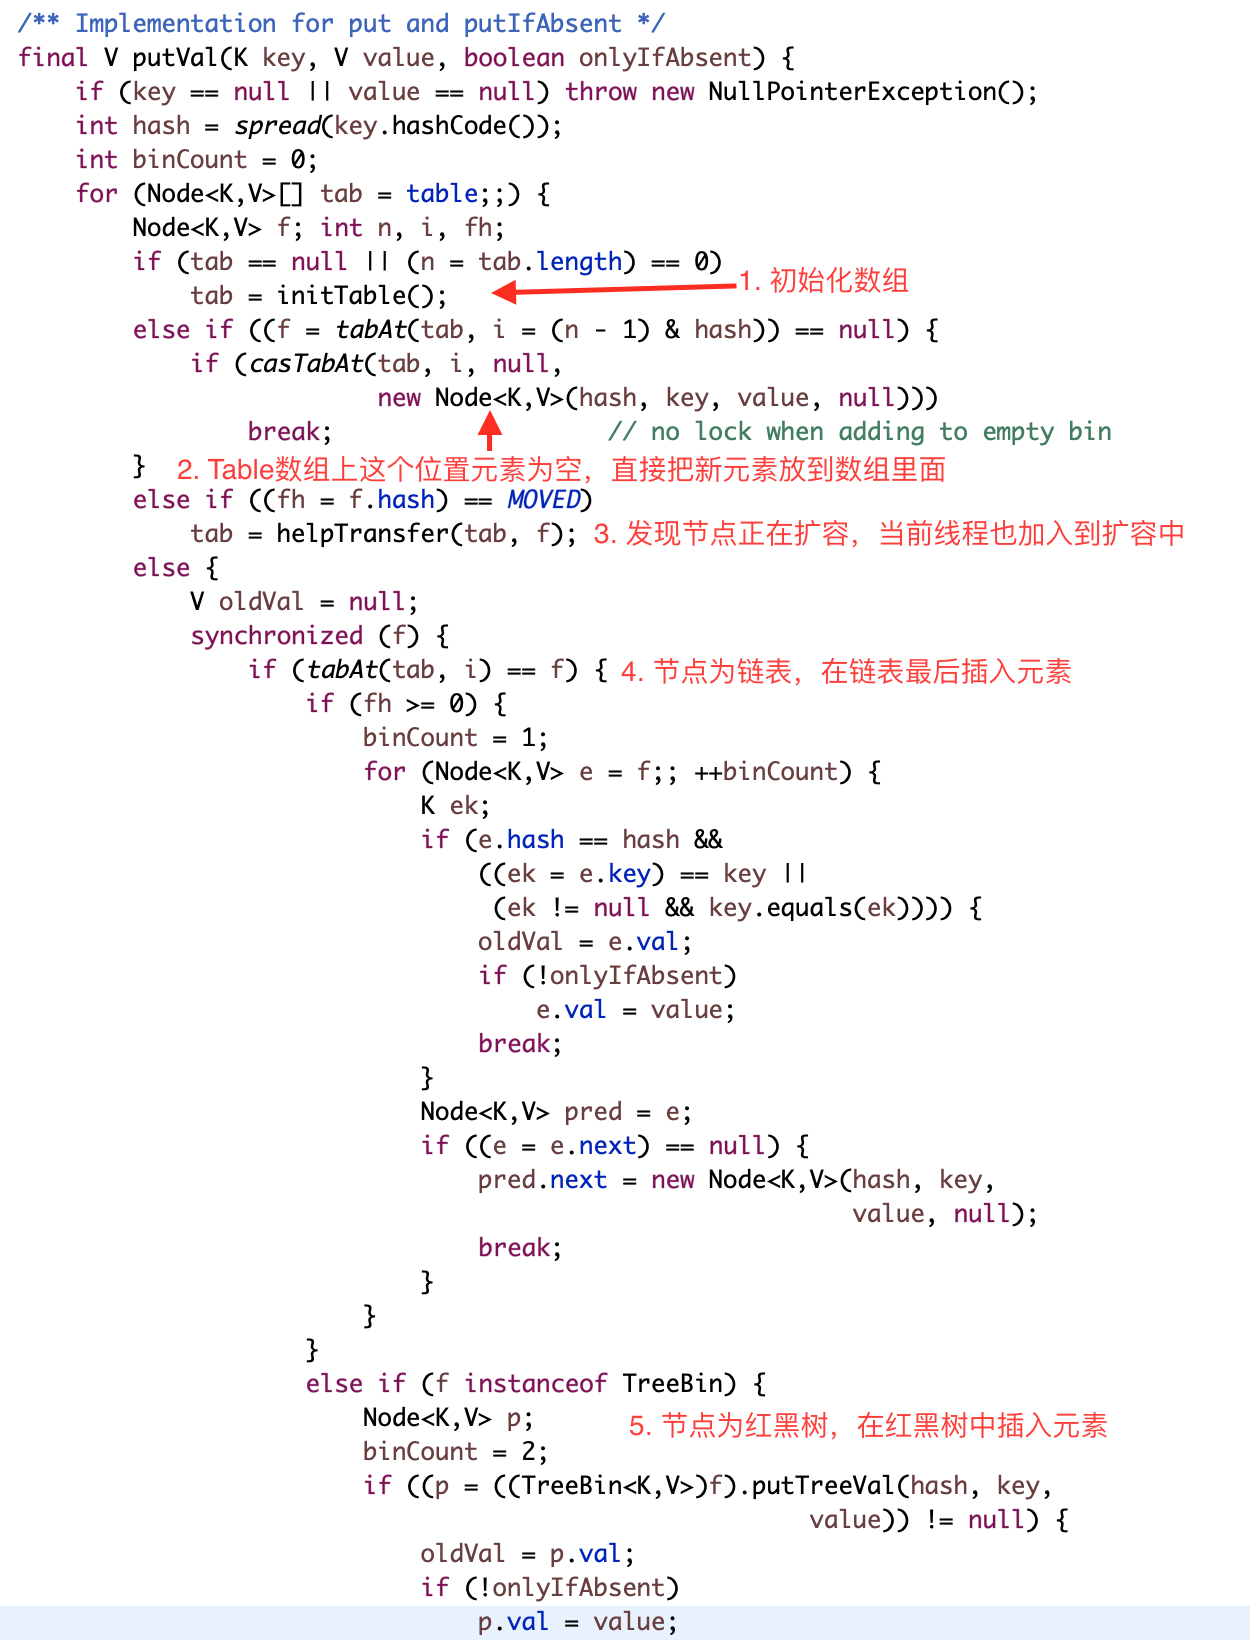 /** Implementation for put and putIfAbsent */
final V putVal(K key, V value, boolean onlyIfAbsent) {
    if (key == null || value == null) throw new NullPointerException();
    int hash = spread(key.hashCode());
    int binCount = 0;
    for (Node<K,V>[] tab = table;;) {
        Node<K,V> f; int n, i, fh;
        if (tab == null || (n = tab.length) == 0)
            tab = initTable(); 1. 初始化数组
        else if ((f = tabAt(tab, i = (n - 1) & hash)) == null) {
            if (casTabAt(tab, i, null,
                         new Node<K,V>(hash, key, value, null)))
                break;                   // no lock when adding to empty bin
        } 2. Table数组上这个位置元素为空，直接把新元素放到数组里面
        else if ((fh = f.hash) == MOVED)
            tab = helpTransfer(tab, f); 3. 发现节点正在扩容，当前线程也加入到扩容中
        else {
            V oldVal = null;
            synchronized (f) {
                if (tabAt(tab, i) == f) { 4. 节点为链表，在链表最后插入元素
                    if (fh >= 0) {
                        binCount = 1;
                        for (Node<K,V> e = f;; ++binCount) {
                            K ek;
                            if (e.hash == hash &&
                                ((ek = e.key) == key ||
                                 (ek != null && key.equals(ek)))) {
                                oldVal = e.val;
                                if (!onlyIfAbsent)
                                    e.val = value;
                                break;
                            }
                            Node<K,V> pred = e;
                            if ((e = e.next) == null) {
                                pred.next = new Node<K,V>(hash, key,
                                                          value, null);
                                break;
                            }
                        }
                    }
                    else if (f instanceof TreeBin) {
                        Node<K,V> p; 5. 节点为红黑树，在红黑树中插入元素
                        binCount = 2;
                        if ((p = ((TreeBin<K,V>)f).putTreeVal(hash, key,
                                                       value)) != null) {
                            oldVal = p.val;
                            if (!onlyIfAbsent)
                                p.val = value;